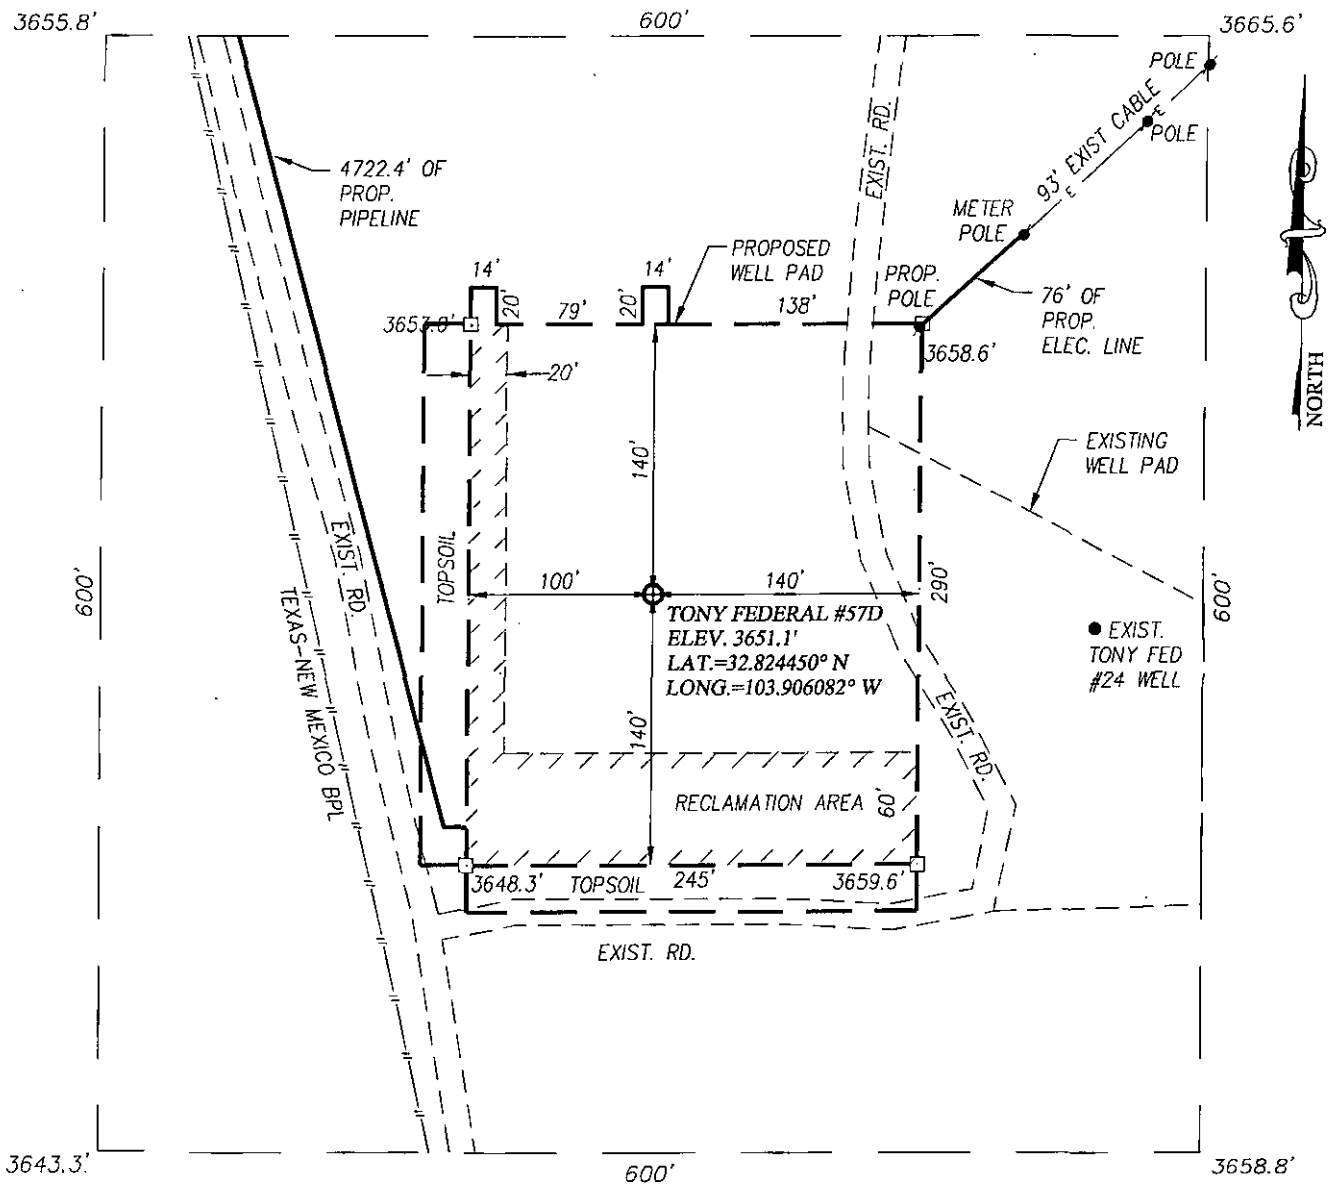 3655.8'
600'
3665.6'
POLE
POLE
93' EXIST CABLE
E
E
4722.4' OF
PROP.
PIPELINE
EXIST. RD.
METER
POLE
PROPOSED
WELL PAD
PROP.
POLE
14'
14'
20'
79'
20'
138'
76' OF
PROP.
ELEC. LINE
3653.8'
3658.6'
NORTH
20'
140'
EXISTING
WELL PAD
EXIST. RD.
TOPSOIL
100'
140'
290'
600'
600'
TONY FEDERAL #57D
ELEV. 3651.1'
LAT.=32.824450° N
LONG.=103.906082° W
EXIST.
TONY FED
#24 WELL
TEXAS-NEW MEXICO BPL
140'
EXIST. RD.
RECLAMATION AREA
60'
3648.3'
TOPSOIL
245'
3659.6'
EXIST. RD.
3643.3'
600'
3658.8'